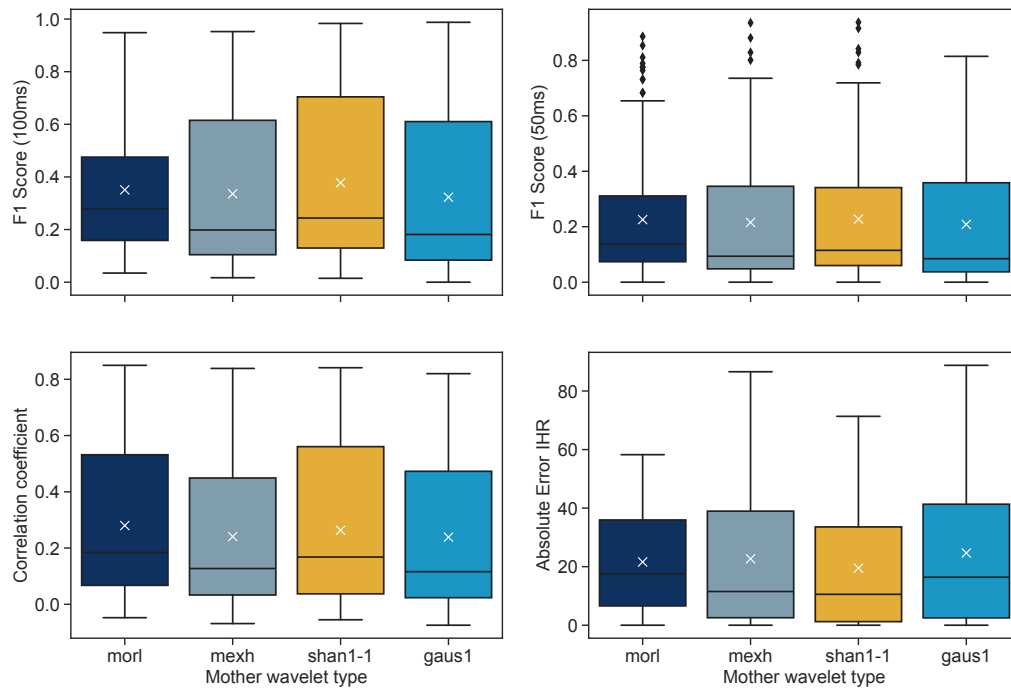 F1 Score (100ms)
1.0
0.8
0.6
0.4
0.2
0.0
F1 Score (50ms)
0.8
0.6
0.4
0.2
0.0
Correlation coefficient
0.8
0.6
0.4
0.2
0.0
morl mexh shan1-1 gaus1
Mother wavelet type
Absolute Error IHR
80
60
40
20
0
morl mexh shan1-1 gaus1
Mother wavelet type